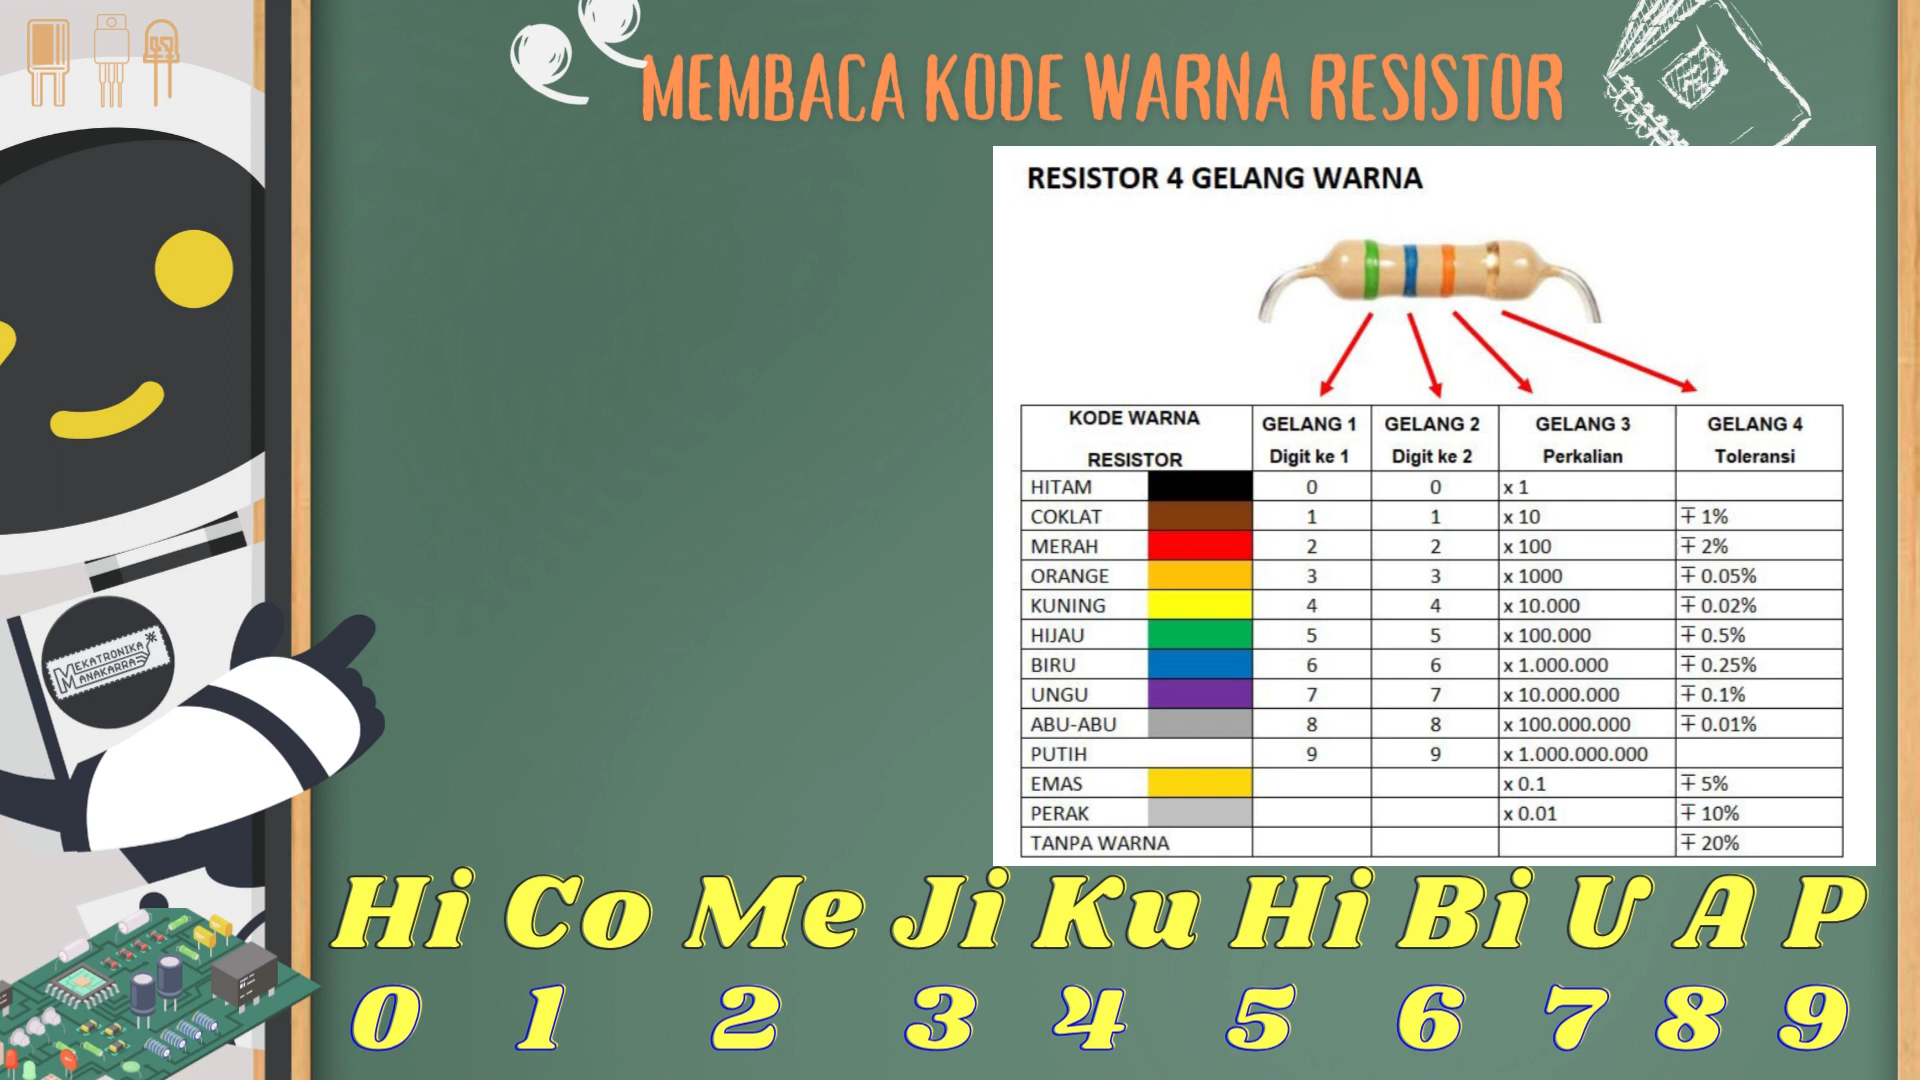 MEMBACA KODE WARNA RESISTOR
RESISTOR 4 GELANG WARNA
KODE WARNA RESISTOR GELANG 1 Digit ke 1 GELANG 2 Digit ke 2 GELANG 3 Perkalian GELANG 4 Toleransi
HITAM 0 0 x 1
COKLAT 1 1 x 10 ∓ 1%
MERAH 2 2 x 100 ∓ 2%
ORANGE 3 3 x 1000 ∓ 0.05%
KUNING 4 4 x 10.000 ∓ 0.02%
HIJAU 5 5 x 100.000 ∓ 0.5%
BIRU 6 6 x 1.000.000 ∓ 0.25%
UNGU 7 7 x 10.000.000 ∓ 0.1%
ABU-ABU 8 8 x 100.000.000 ∓ 0.01%
PUTIH 9 9 x 1.000.000.000
EMAS x 0.1 ∓ 5%
PERAK x 0.01 ∓ 10%
TANPA WARNA ∓ 20%
MEKATRONIKA
MANAKARRA
Hi Co Me Ji Ku Hi Bi U A P
0 1 2 3 4 5 6 7 8 9